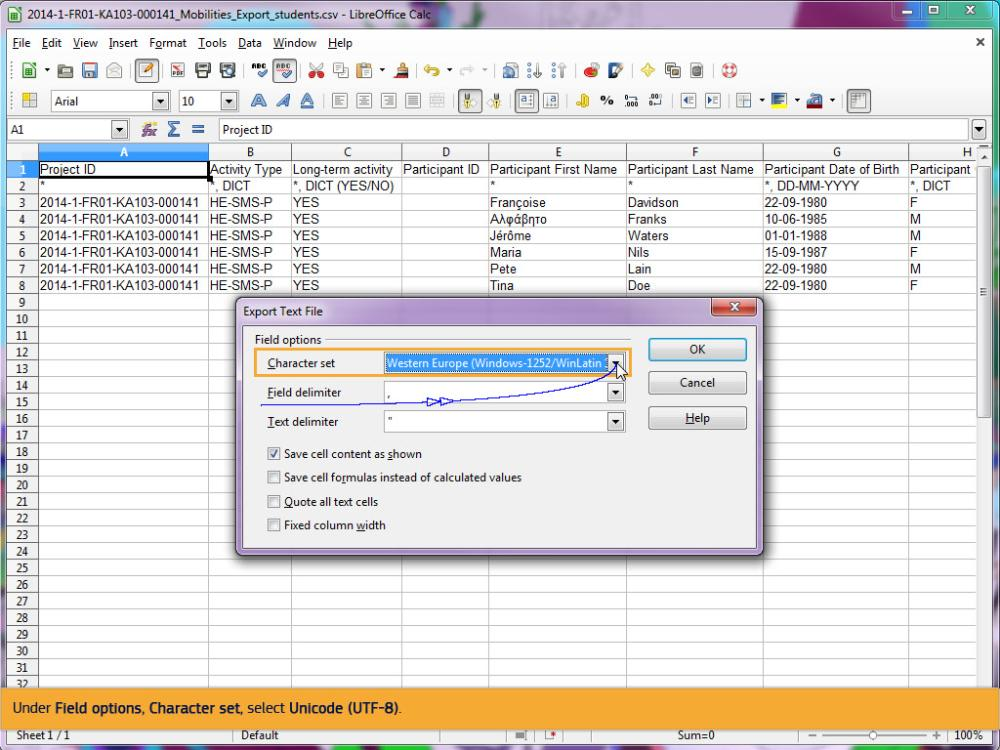 2014-1-FR01-KA103-000141_Mobilities_Export_students.csv - LibreOffice Calc
File Edit View Insert Format Tools Data Window Help
Arial 10
A1 Project ID
A B C D E F G H
1 Project ID Activity Type Long-term activity Participant ID Participant First Name Participant Last Name Participant Date of Birth Participant
2 * *, DICT *, DICT (YES/NO) * * *, DD-MM-YYYY *, DICT
3 2014-1-FR01-KA103-000141 HE-SMS-P YES Françoise Davidson 22-09-1980 F
4 2014-1-FR01-KA103-000141 HE-SMS-P YES Αλφάβητο Franks 10-06-1985 M
5 2014-1-FR01-KA103-000141 HE-SMS-P YES Jérôme Waters 01-01-1988 M
6 2014-1-FR01-KA103-000141 HE-SMS-P YES Maria Nils 15-09-1987 F
7 2014-1-FR01-KA103-000141 HE-SMS-P YES Pete Lain 22-09-1980 M
8 2014-1-FR01-KA103-000141 HE-SMS-P YES Tina Doe 22-09-1980 F
9
10
11
12
13
14
15
16
17
18
19
20
21
22
23
24
25
26
27
28
29
30
31
32
Export Text File
Field options
Character set Western Europe (Windows-1252/WinLatin
OK
Field delimiter ,
Cancel
Text delimiter "
Help
Save cell content as shown
Save cell formulas instead of calculated values
Quote all text cells
Fixed column width
Under Field options, Character set, select Unicode (UTF-8).
Sheet 1 / 1 Default Sum=0 100%